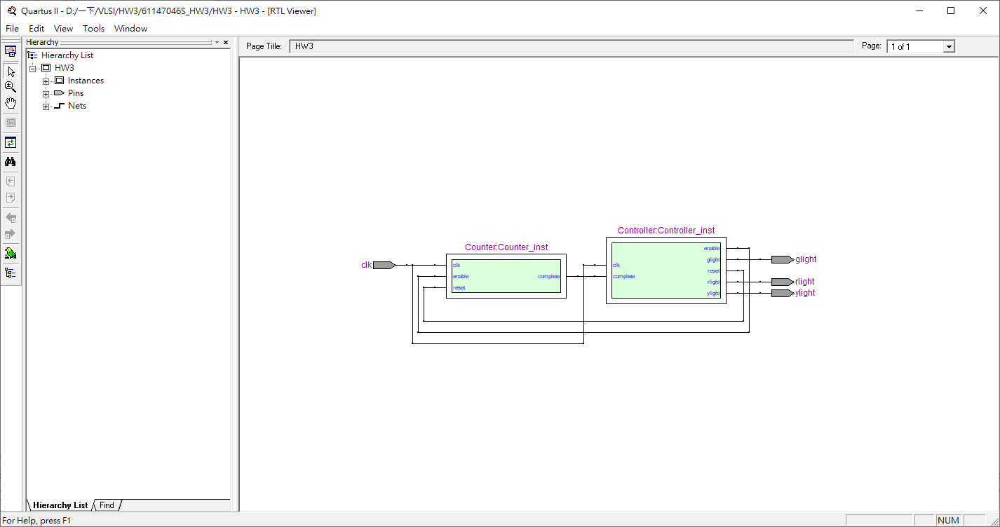 Quartus II - D:/一下/VLSI/HW3/61147046S_HW3/HW3 - HW3 - [RTL Viewer]
File Edit View Tools Window
Hierarchy
Page Title: HW3 Page: 1 of 1
Hierarchy List
HW3
Instances
Pins
Nets
Controller:Controller_inst
Counter:Counter_inst
enable
glight
glight
clk
clk
clk
reset
enable
complete
complete
rlight
rlight
reset
ylight
ylight
Hierarchy List Find
For Help, press F1 NUM